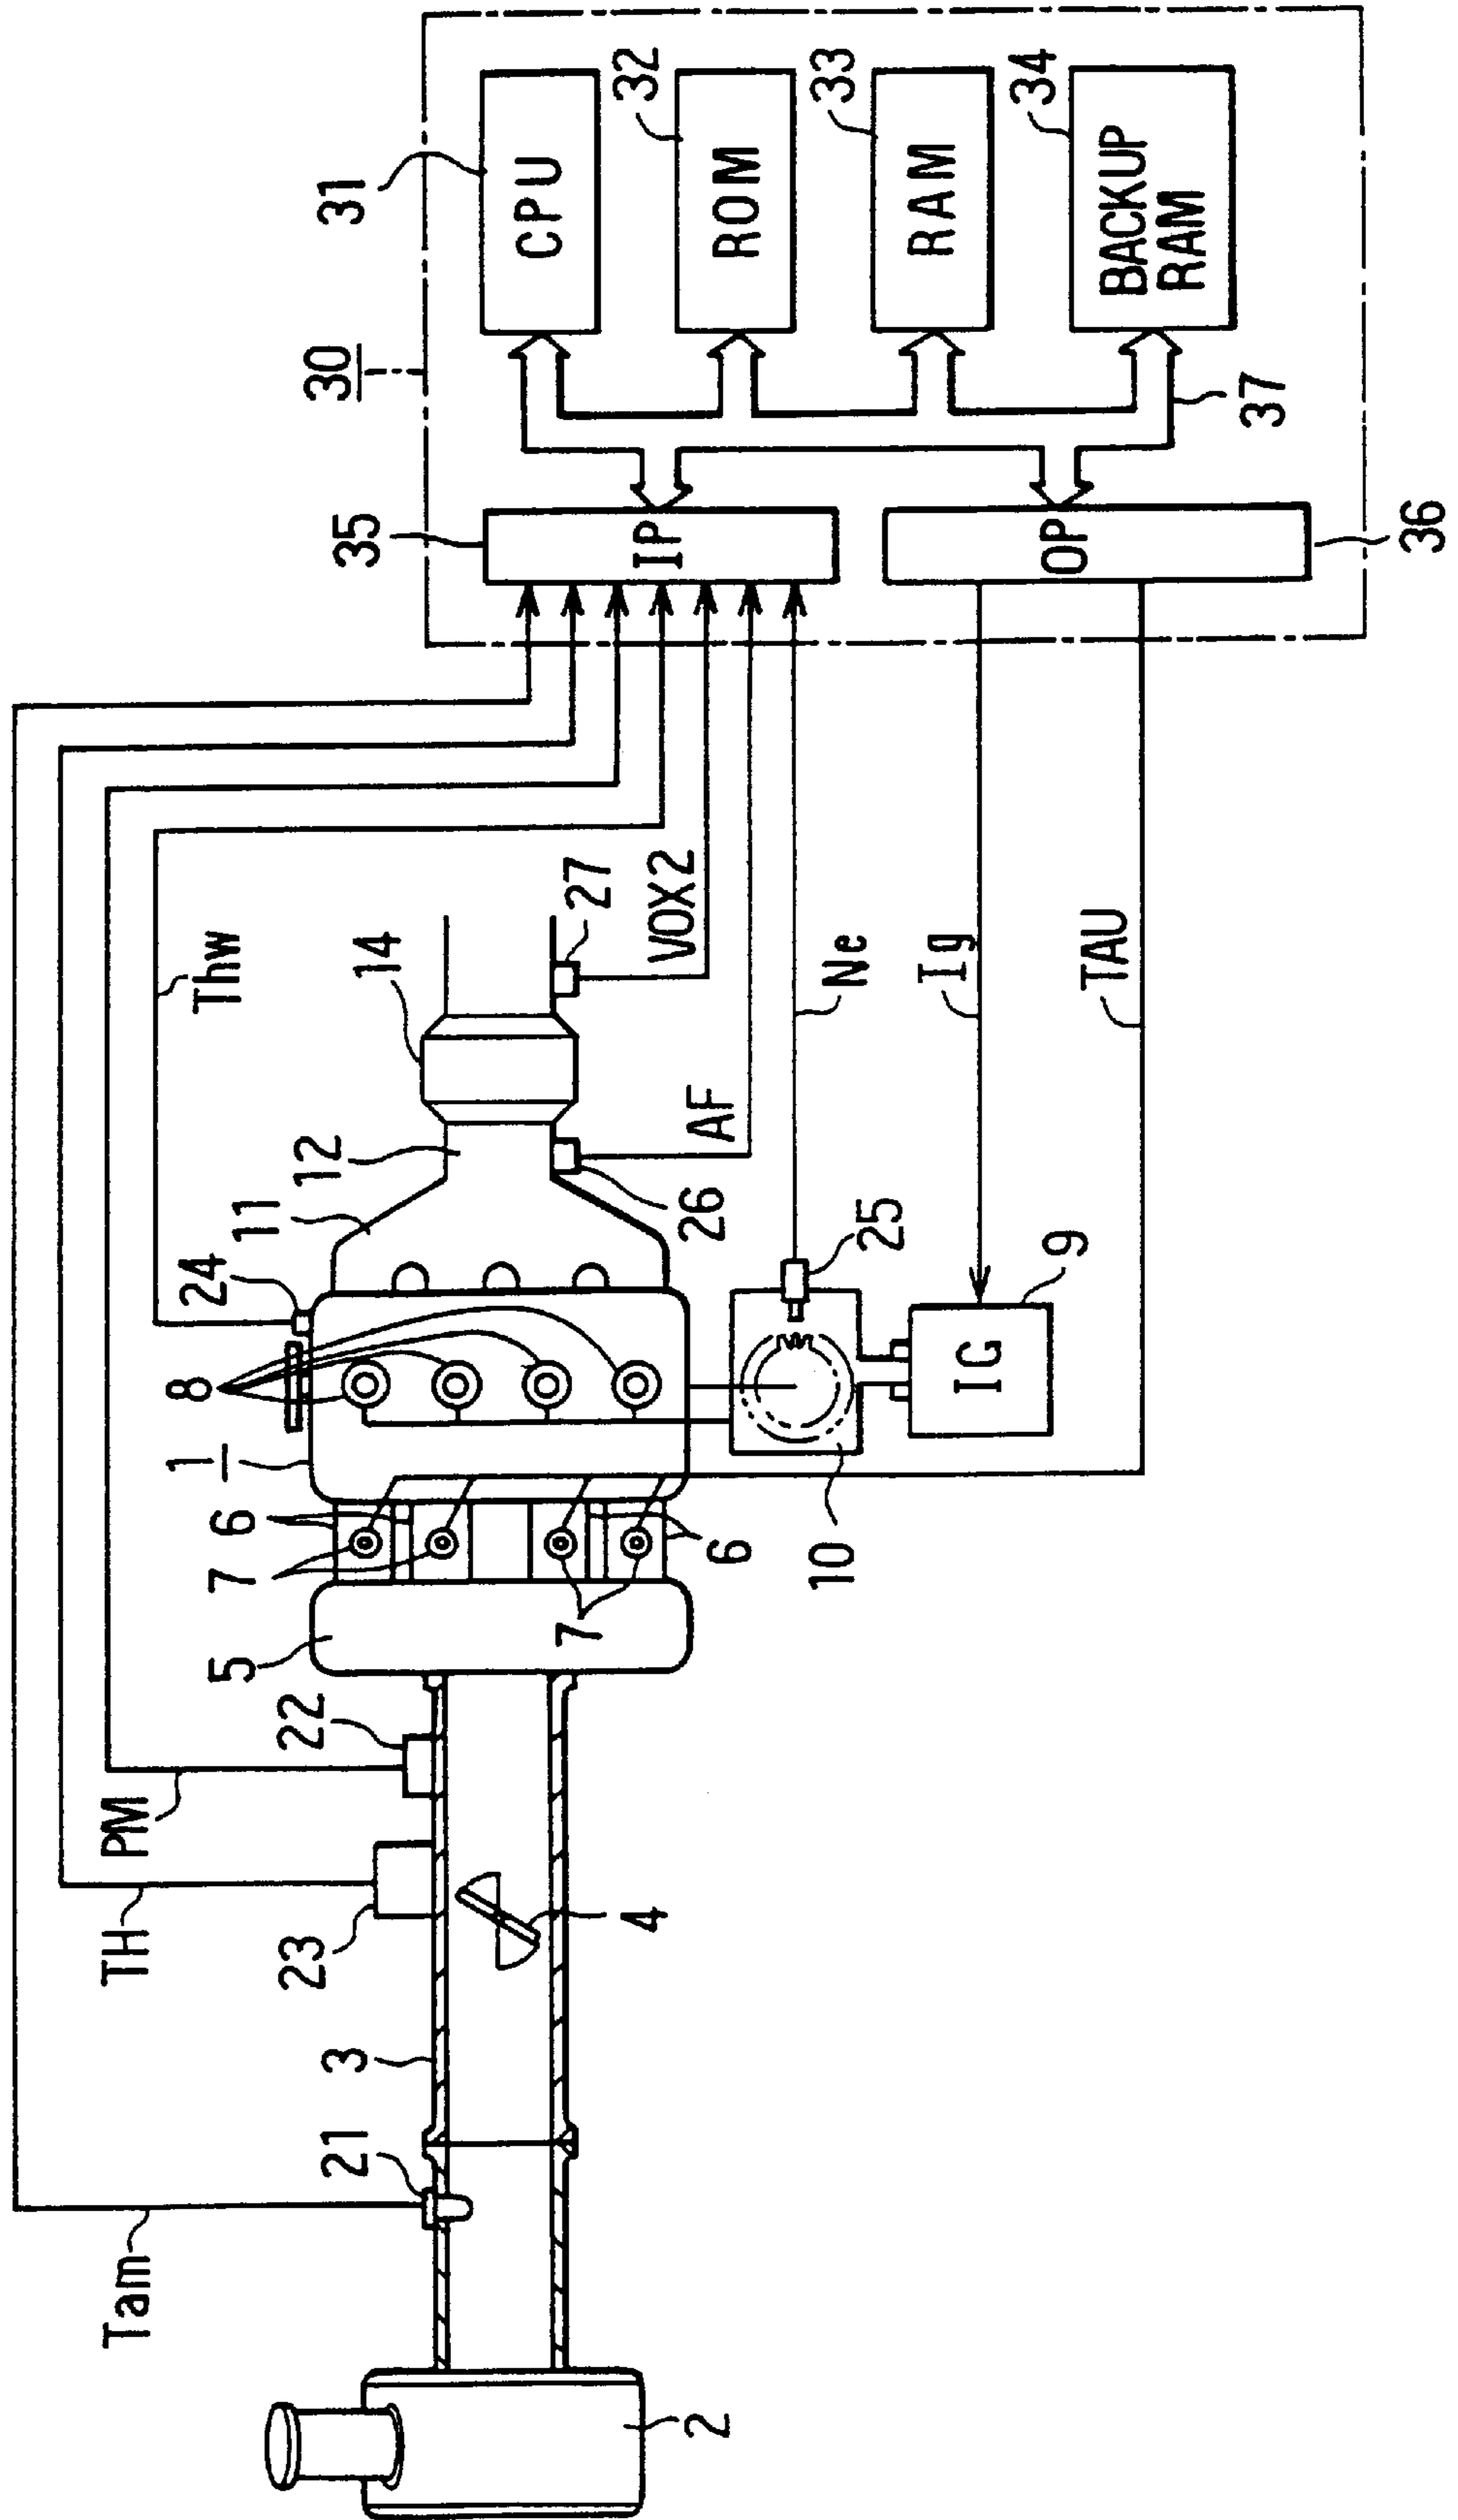 Tam
TH
PM
Thw
30
31
CPU
32
ROM
33
RAM
34
BACKUP
RAM
37
35
IP
OP
36
VOX2
AF
Ne
Ig
TAU
2
21
3
23
4
22
5
7
6
7
6
1
8
24
11
12
14
27
26
25
10
IG
9